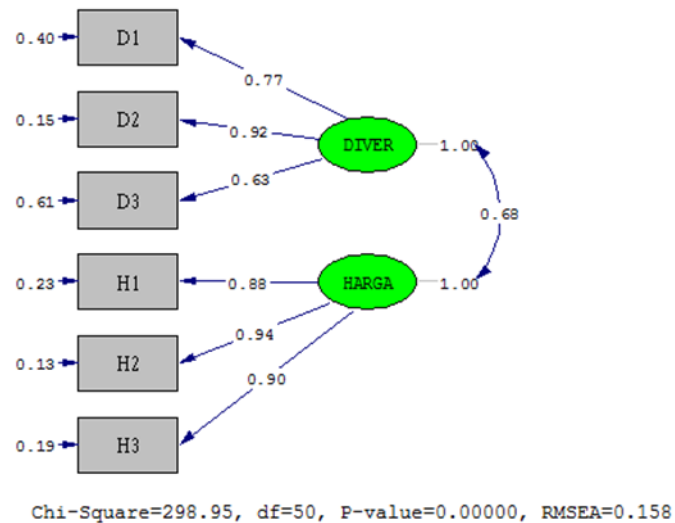 0.40
D1
0.77
0.15
D2
0.92
DIVER
1.00
0.61
D3
0.63
0.68
0.23
H1
0.88
HARGA
1.00
0.13
H2
0.94
0.90
0.19
H3
Chi-Square=298.95, df=50, P-value=0.00000, RMSEA=0.158